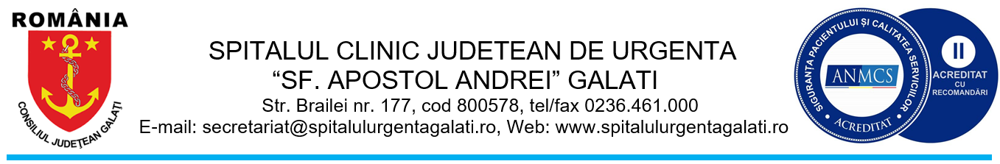 ROMÂNIA
CONSILIUL JUDEȚEAN GALAȚI
SPITALUL CLINIC JUDETEAN DE URGENTA
“SF. APOSTOL ANDREI” GALATI
Str. Brailei nr. 177, cod 800578, tel/fax 0236.461.000
E-mail: secretariat@spitalulurgentagalati.ro, Web: www.spitalulurgentagalati.ro
SIGURANȚA PACIENTULUI ȘI CALITATEA SERVICIILOR
ANMCS
• ACREDITAT •
II
ACREDITAT
CU
RECOMANDĂRI